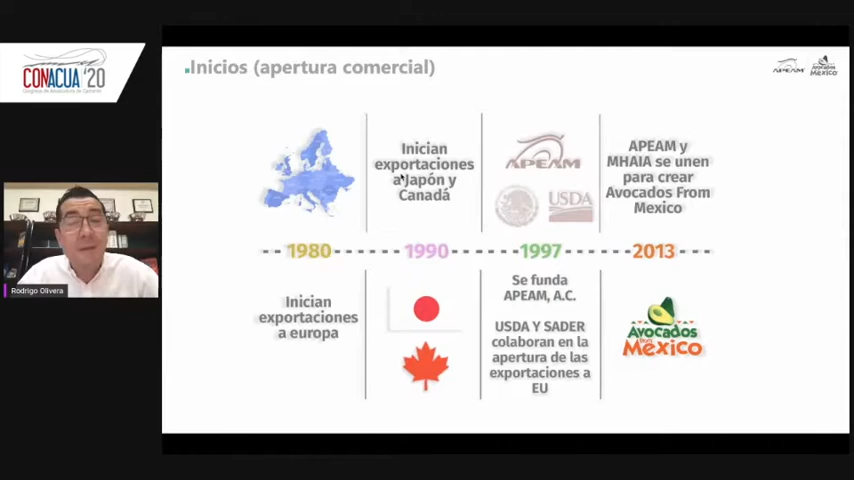 CONACUA '20
Inicios (apertura comercial)
APEAM
Avocados
México
Inician
exportaciones
a Japón y
Canadá
APEAM
USDA
APEAM y
MHAIA se unen
para crear
Avocados From
Mexico
1980
1990
1997
2013
Inician
exportaciones
a europa
Se funda
APEAM, A.C.
USDA Y SADER
colaboran en la
apertura de las
exportaciones a
EU
Avocados
from
Mexico
Rodrigo Olivera